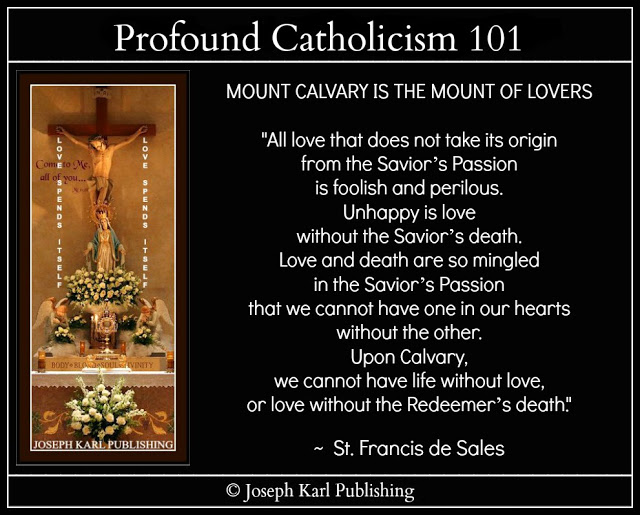 Profound Catholicism 101
LOVE SPENDS ITSELF
LOVE SPENDS ITSELF
Come to Me,
all of you...
BODY BLOOD SOUL DIVINITY
JOSEPH KARL PUBLISHING
MOUNT CALVARY IS THE MOUNT OF LOVERS
"All love that does not take its origin
from the Savior's Passion
is foolish and perilous.
Unhappy is love
without the Savior's death.
Love and death are so mingled
in the Savior's Passion
that we cannot have one in our hearts
without the other.
Upon Calvary,
we cannot have life without love,
or love without the Redeemer's death."
~ St. Francis de Sales
© Joseph Karl Publishing